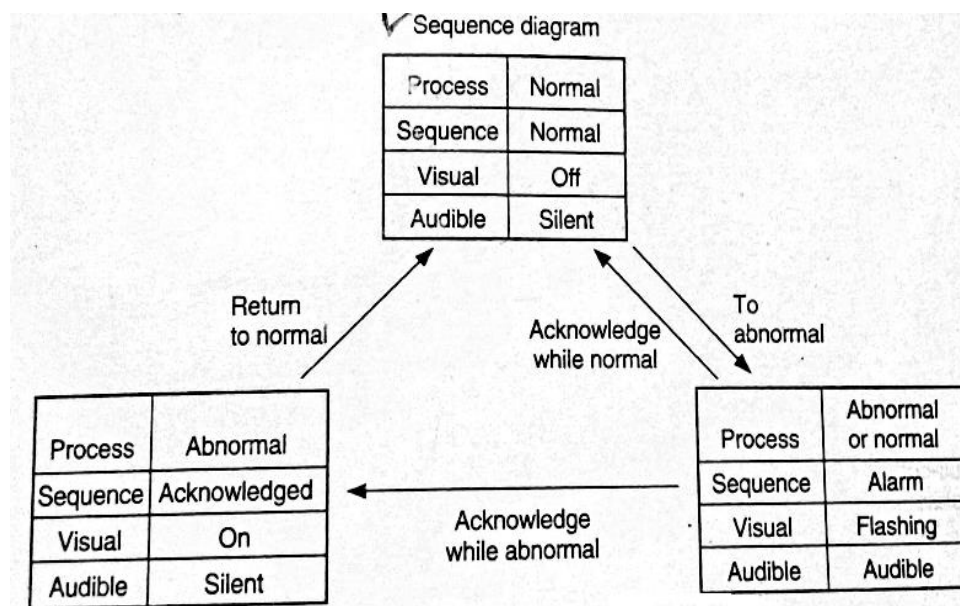 Sequence diagram
Process Normal
Sequence Normal
Visual Off
Audible Silent
Return
to normal
Acknowledge
while normal
To
abnormal
Process Abnormal
Sequence Acknowledged
Visual On
Audible Silent
Acknowledge
while abnormal
Abnormal
Process or normal
Sequence Alarm
Visual Flashing
Audible Audible